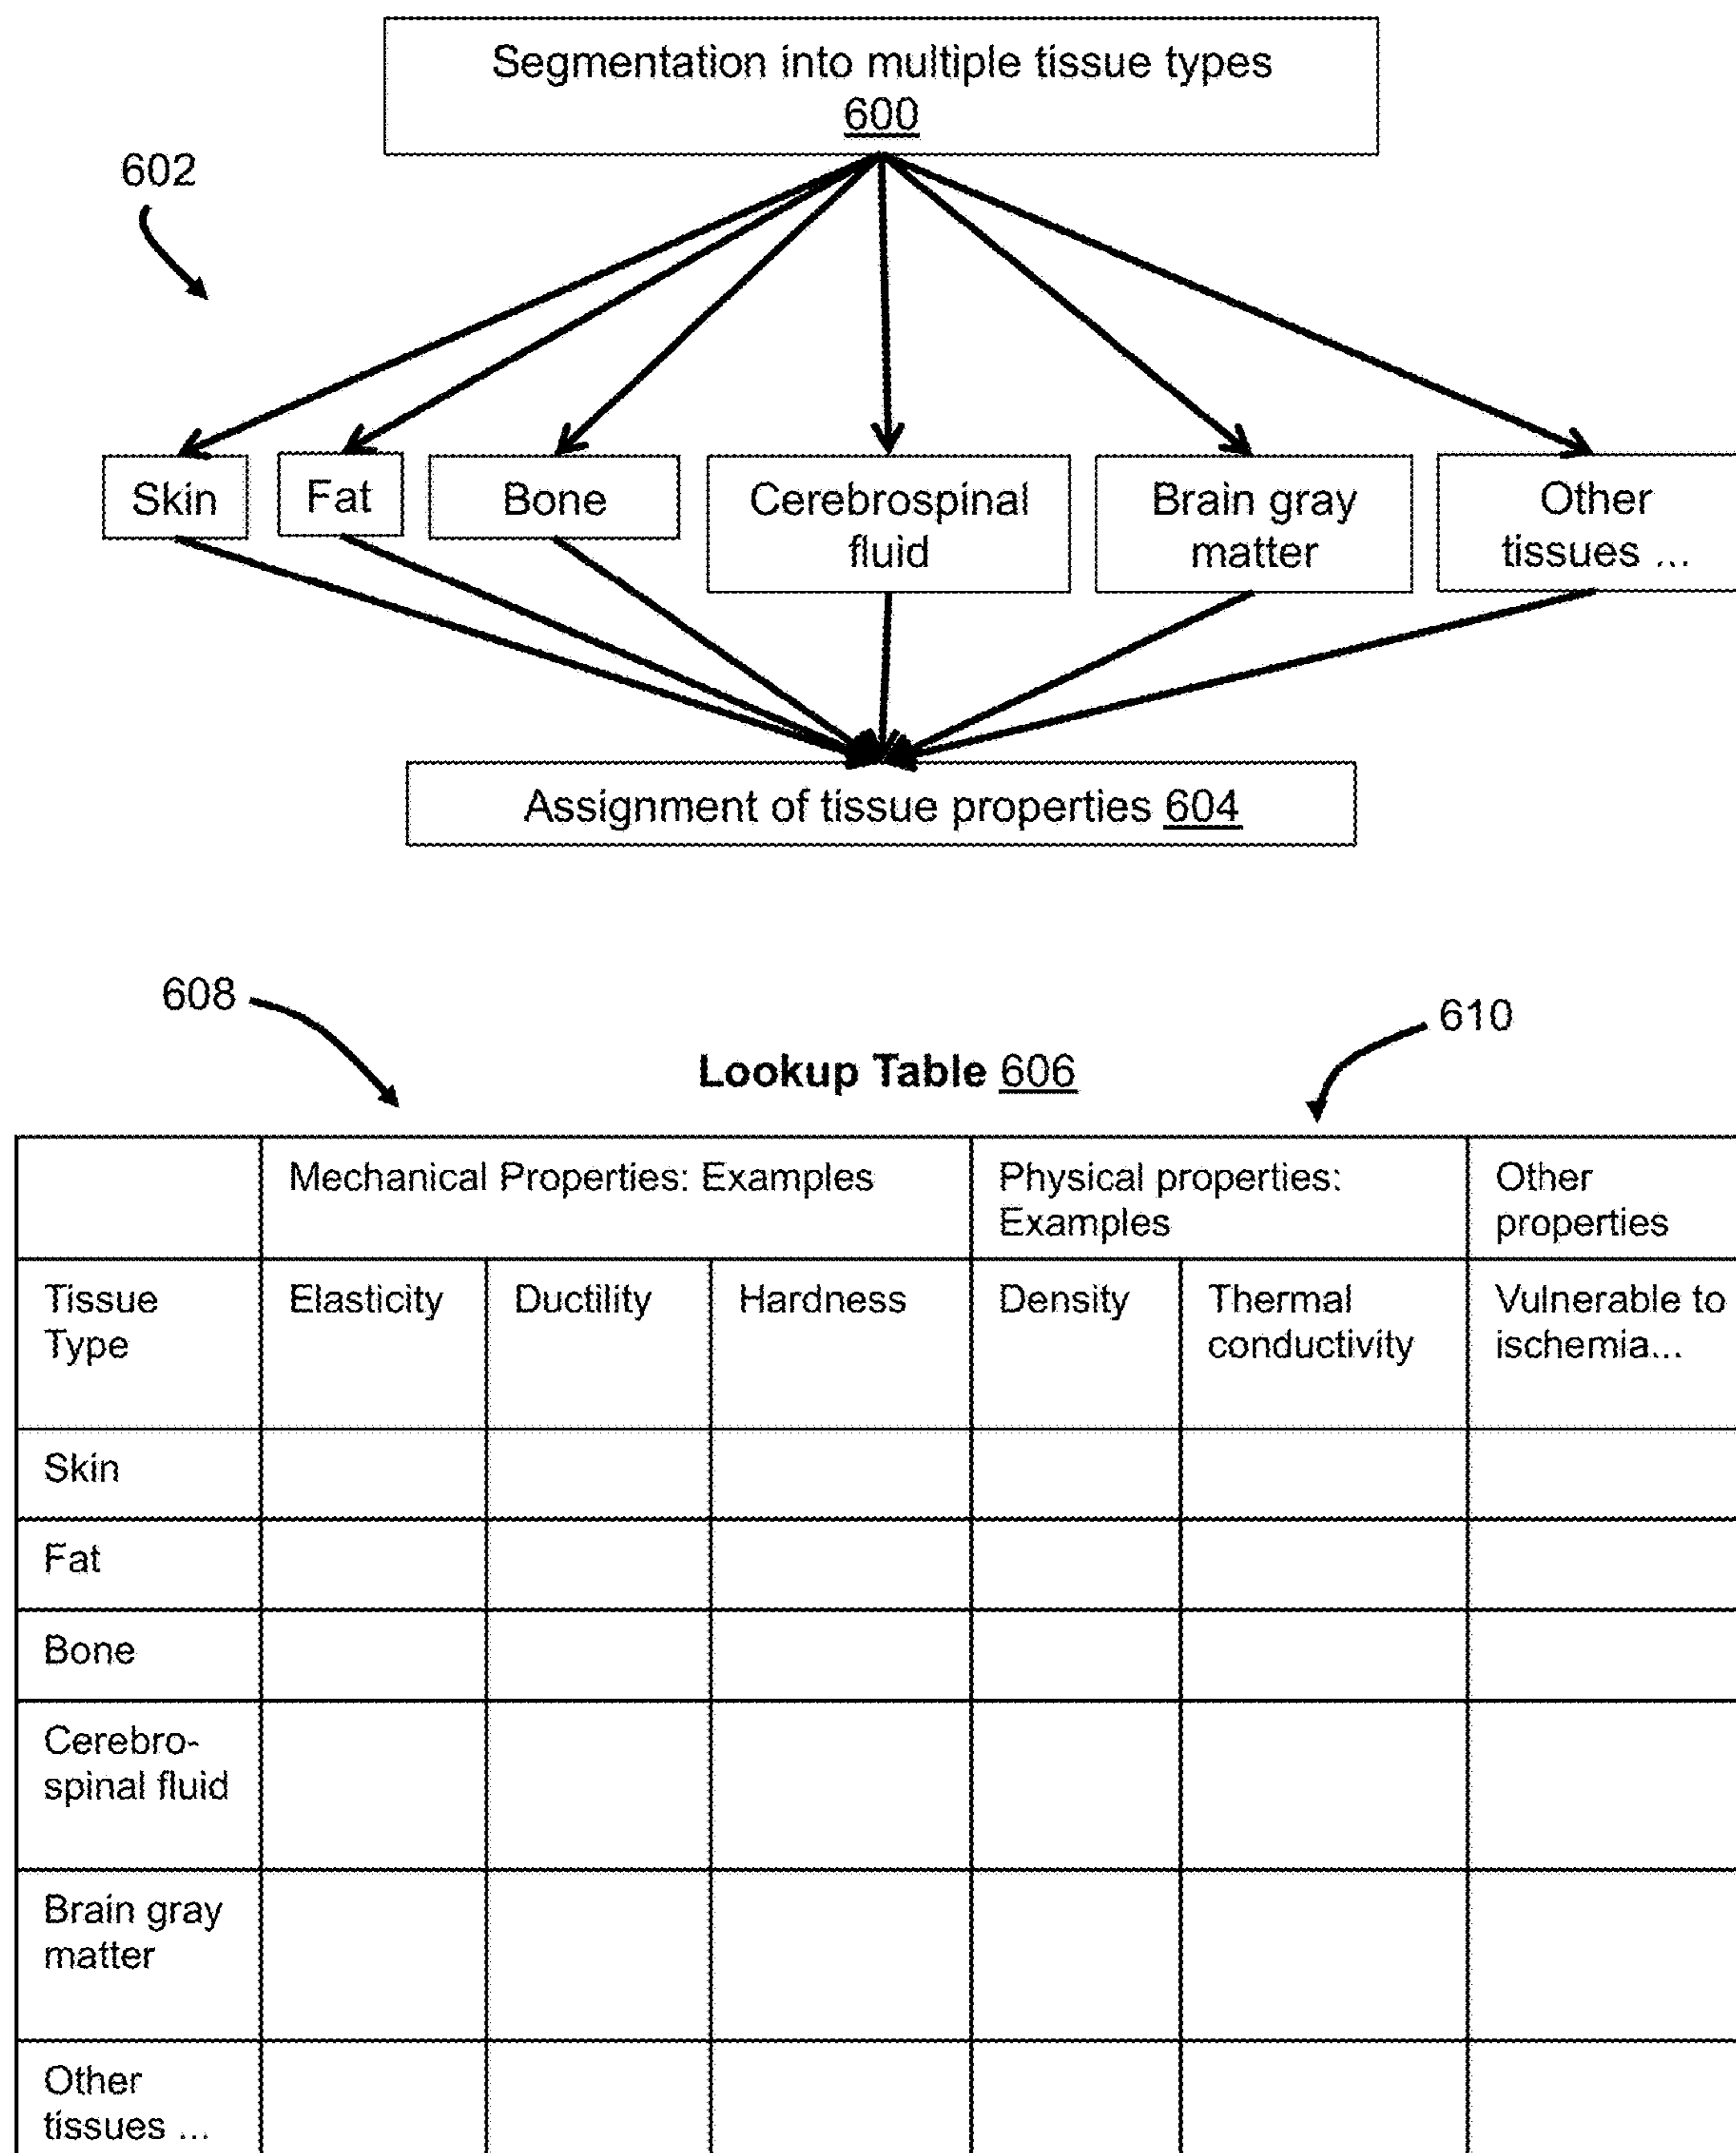 Segmentation into multiple tissue types
600
602
Skin
Fat
Bone
Cerebrospinal
fluid
Brain gray
matter
Other
tissues ...
Assignment of tissue properties 604
608
610
Lookup Table 606
Mechanical Properties: Examples
Physical properties:
Examples
Other
properties
Tissue
Type
Elasticity
Ductility
Hardness
Density
Thermal
conductivity
Vulnerable to
ischemia...
Skin
Fat
Bone
Cerebro-
spinal fluid
Brain gray
matter
Other
tissues ...